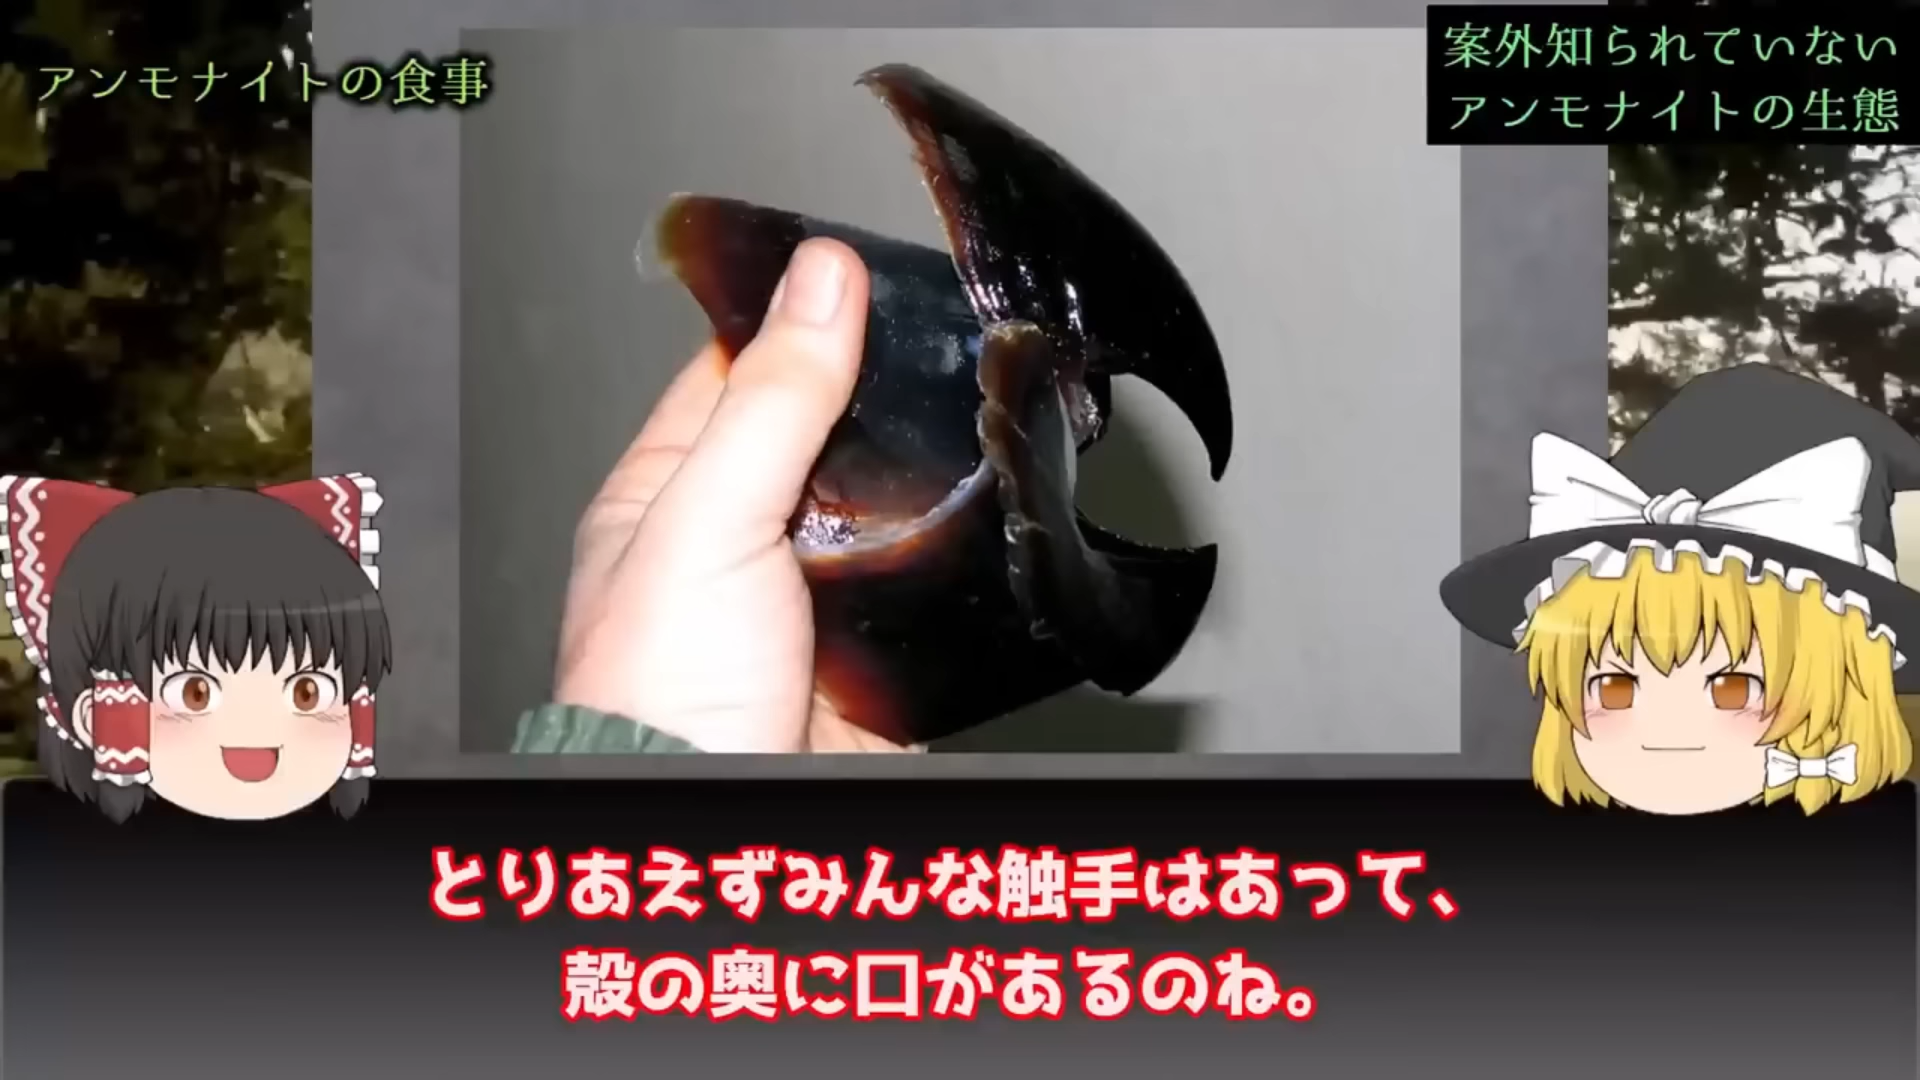 アンモナイトの食事
案外知られていない
アンモナイトの生態
とりあえずみんな触手はあって、
殻の奥に口があるのね。